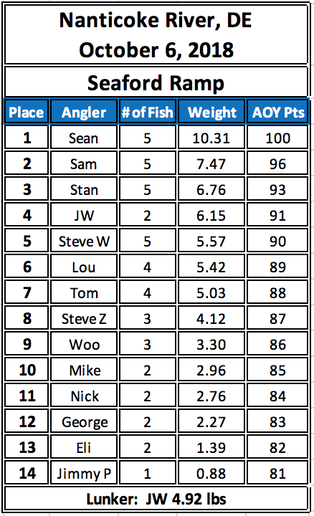 Nanticoke River, DE
October 6, 2018
Seaford Ramp
Place Angler # of Fish Weight AOY Pts
1 Sean 5 10.31 100
2 Sam 5 7.47 96
3 Stan 5 6.76 93
4 JW 2 6.15 91
5 Steve W 5 5.57 90
6 Lou 4 5.42 89
7 Tom 4 5.03 88
8 Steve Z 3 4.12 87
9 Woo 3 3.30 86
10 Mike 2 2.96 85
11 Nick 2 2.76 84
12 George 2 2.27 83
13 Eli 2 1.39 82
14 Jimmy P 1 0.88 81
Lunker: JW 4.92 lbs